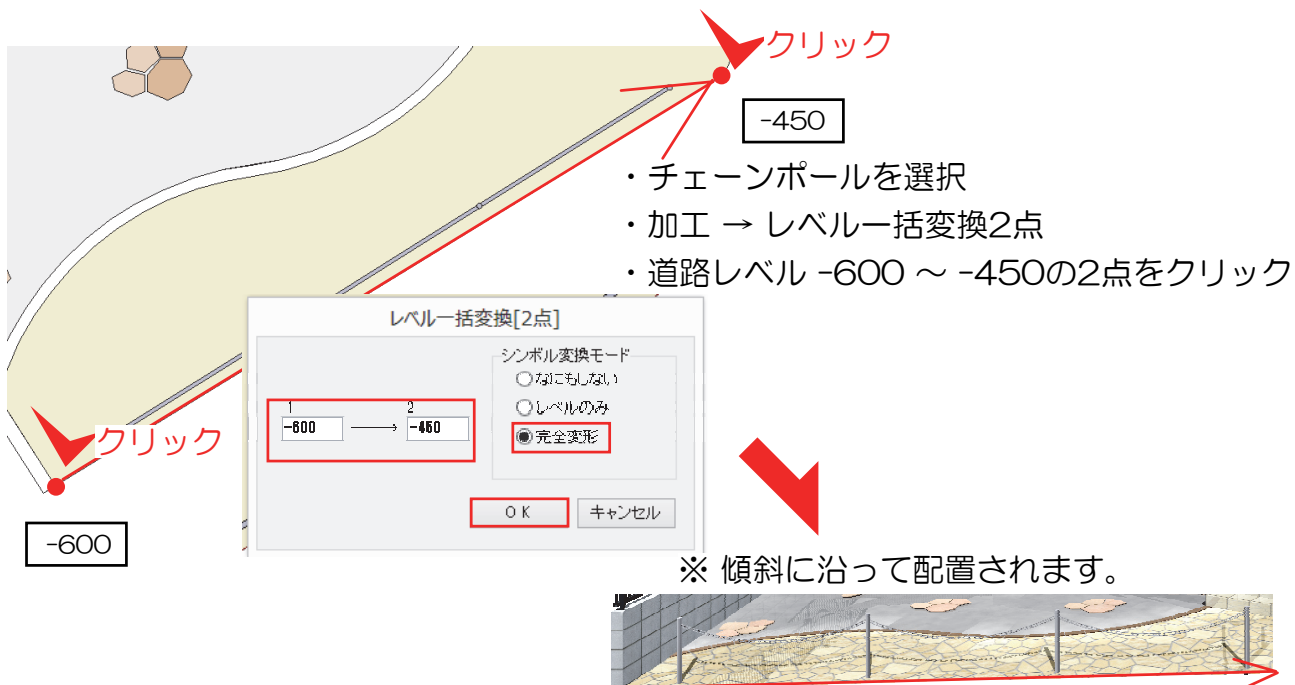 クリック
-450
・チェーンポールを選択
・加工 → レベル一括変換2点
・道路レベル -600 ～ -450の2点をクリック
レベル一括変換[2点]
シンボル変換モード
なにもしない
レベルのみ
完全変形
1 2
-600 → -450
OK キャンセル
クリック
-600
※ 傾斜に沿って配置されます。